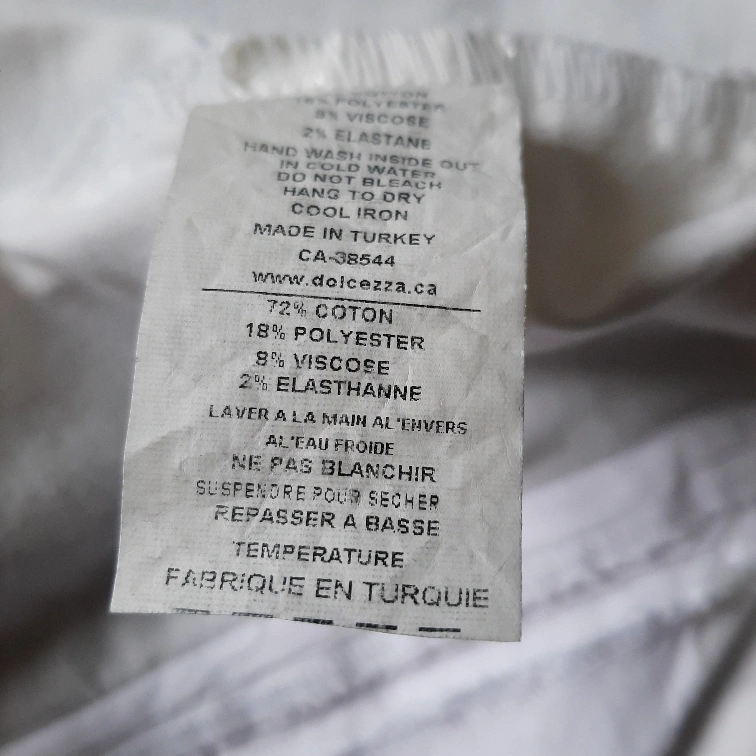 COTTON
18% POLYESTER
8% VISCOSE
2% ELASTANE
HAND WASH INSIDE OUT
IN COLD WATER
DO NOT BLEACH
HANG TO DRY
COOL IRON
MADE IN TURKEY
CA-38544
www.dolcezza.ca
72% COTON
18% POLYESTER
8% VISCOSE
2% ELASTHANNE
LAVER A LA MAIN AL'ENVERS
AL'EAU FROIDE
NE PAS BLANCHIR
SUSPENDRE POUR SECHER
REPASSER A BASSE
TEMPERATURE
FABRIQUE EN TURQUIE